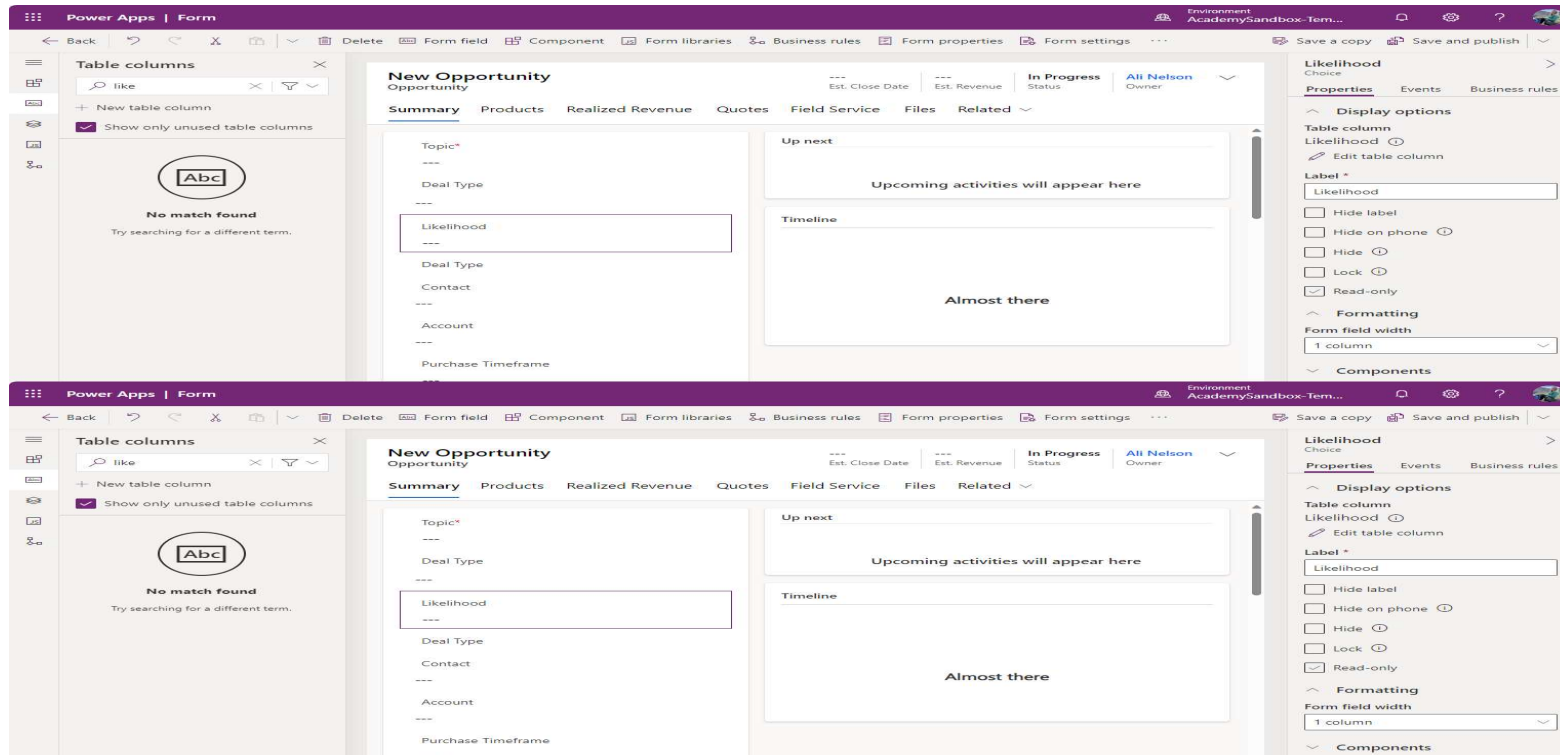 Power Apps | Form
Environment
AcademySandbox-Tem...
?
Back
Delete
Abc Form field
Component
JS Form libraries
Business rules
Form properties
Form settings
...
Save a copy
Save and publish
Table columns
like
New table column
Show only unused table columns
Abc
No match found
Try searching for a different term.
Abc
JS
New Opportunity
Opportunity
---
Est. Close Date
---
Est. Revenue
In Progress
Status
Ali Nelson
Owner
Summary Products Realized Revenue Quotes Field Service Files Related
Topic*
---
Deal Type
---
Likelihood
---
Deal Type
Contact
---
Account
---
Purchase Timeframe
---
Up next
Upcoming activities will appear here
Timeline
Almost there
Likelihood
Choice
Properties Events Business rules
Display options
Table column
Likelihood
Edit table column
Label *
Likelihood
Hide label
Hide on phone
Hide
Lock
Read-only
Formatting
Form field width
1 column
Components
Power Apps | Form
Environment
AcademySandbox-Tem...
?
Back
Delete
Abc Form field
Component
JS Form libraries
Business rules
Form properties
Form settings
...
Save a copy
Save and publish
Table columns
like
New table column
Show only unused table columns
Abc
No match found
Try searching for a different term.
Abc
JS
New Opportunity
Opportunity
---
Est. Close Date
---
Est. Revenue
In Progress
Status
Ali Nelson
Owner
Summary Products Realized Revenue Quotes Field Service Files Related
Topic*
---
Deal Type
---
Likelihood
---
Deal Type
Contact
---
Account
---
Purchase Timeframe
Up next
Upcoming activities will appear here
Timeline
Almost there
Likelihood
Choice
Properties Events Business rules
Display options
Table column
Likelihood
Edit table column
Label *
Likelihood
Hide label
Hide on phone
Hide
Lock
Read-only
Formatting
Form field width
1 column
Components